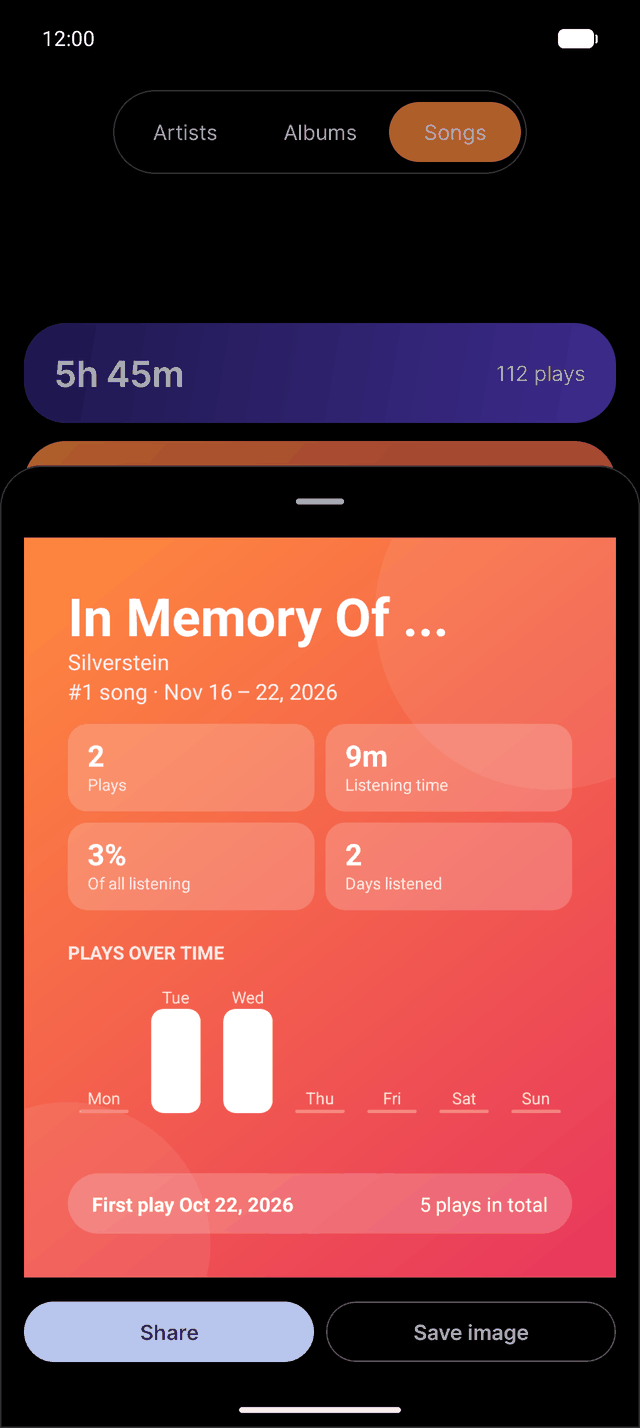 12:00
Artists Albums Songs
5h 45m 112 plays
In Memory Of ...
Silverstein
#1 song · Nov 16 – 22, 2026
2
Plays
9m
Listening time
3%
Of all listening
2
Days listened
PLAYS OVER TIME
Mon Tue Wed Thu Fri Sat Sun
First play Oct 22, 2026 5 plays in total
Share Save image